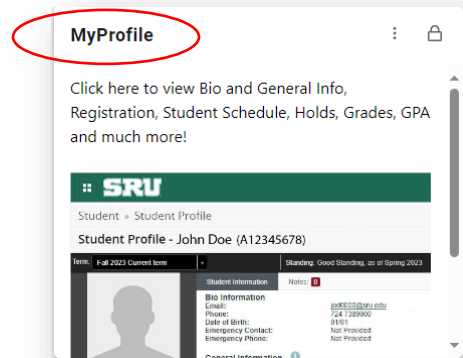 MyProfile
Click here to view Bio and General Info,
Registration, Student Schedule, Holds, Grades, GPA
and much more!
SRU
Student • Student Profile
Student Profile - John Doe (A12345678)
Term: Fall 2023 Current term Standing: Good Standing, as of Spring 2023
Student Information Notes: 0
Bio Information
Email: jod0000@sru.edu
Phone: 724 7389000
Date of Birth: 01/01
Emergency Contact: Not Provided
Emergency Phone: Not Provided
General Information